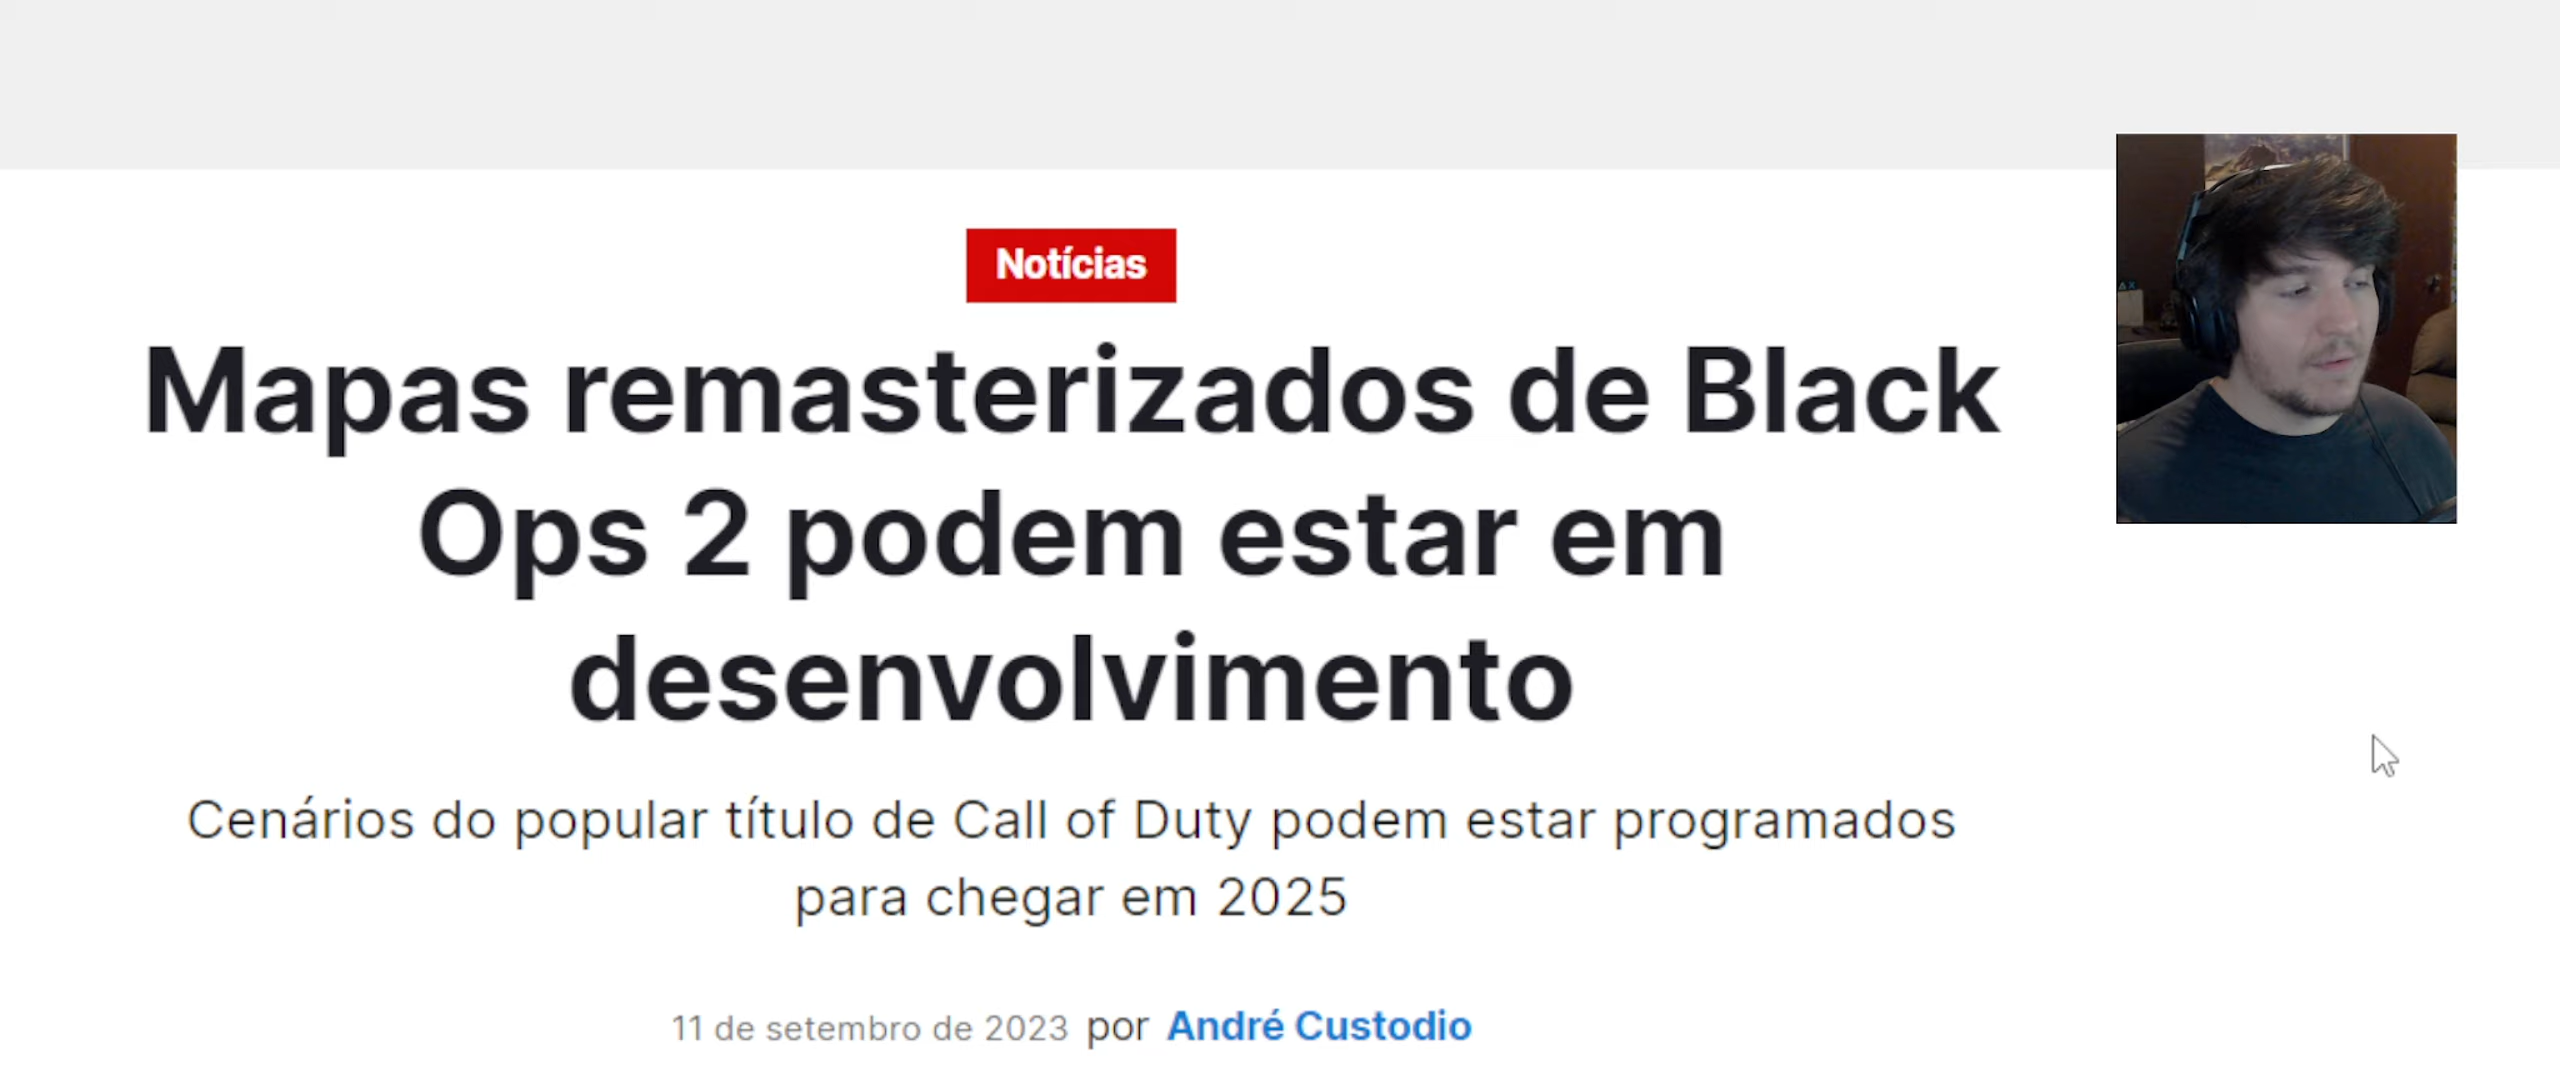 Notícias
Mapas remasterizados de Black
Ops 2 podem estar em
desenvolvimento
Cenários do popular título de Call of Duty podem estar programados
para chegar em 2025
11 de setembro de 2023 por André Custodio